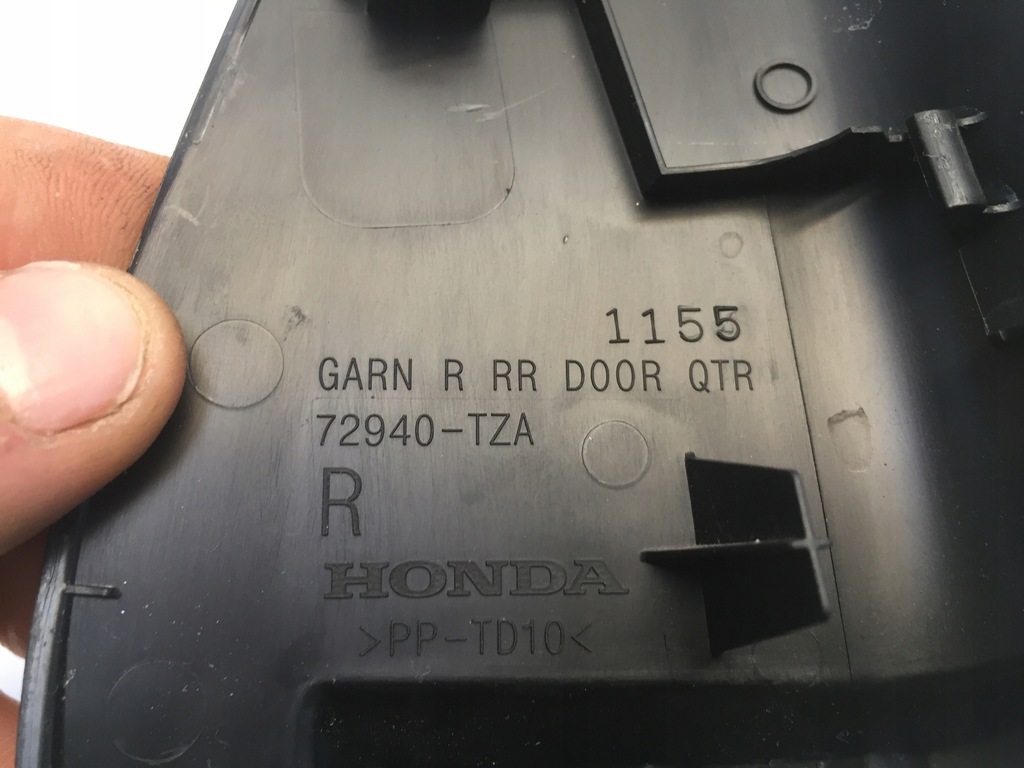 1155
GARN R RR DOOR QTR
72940-TZA
R
HONDA
>PP-TD10<